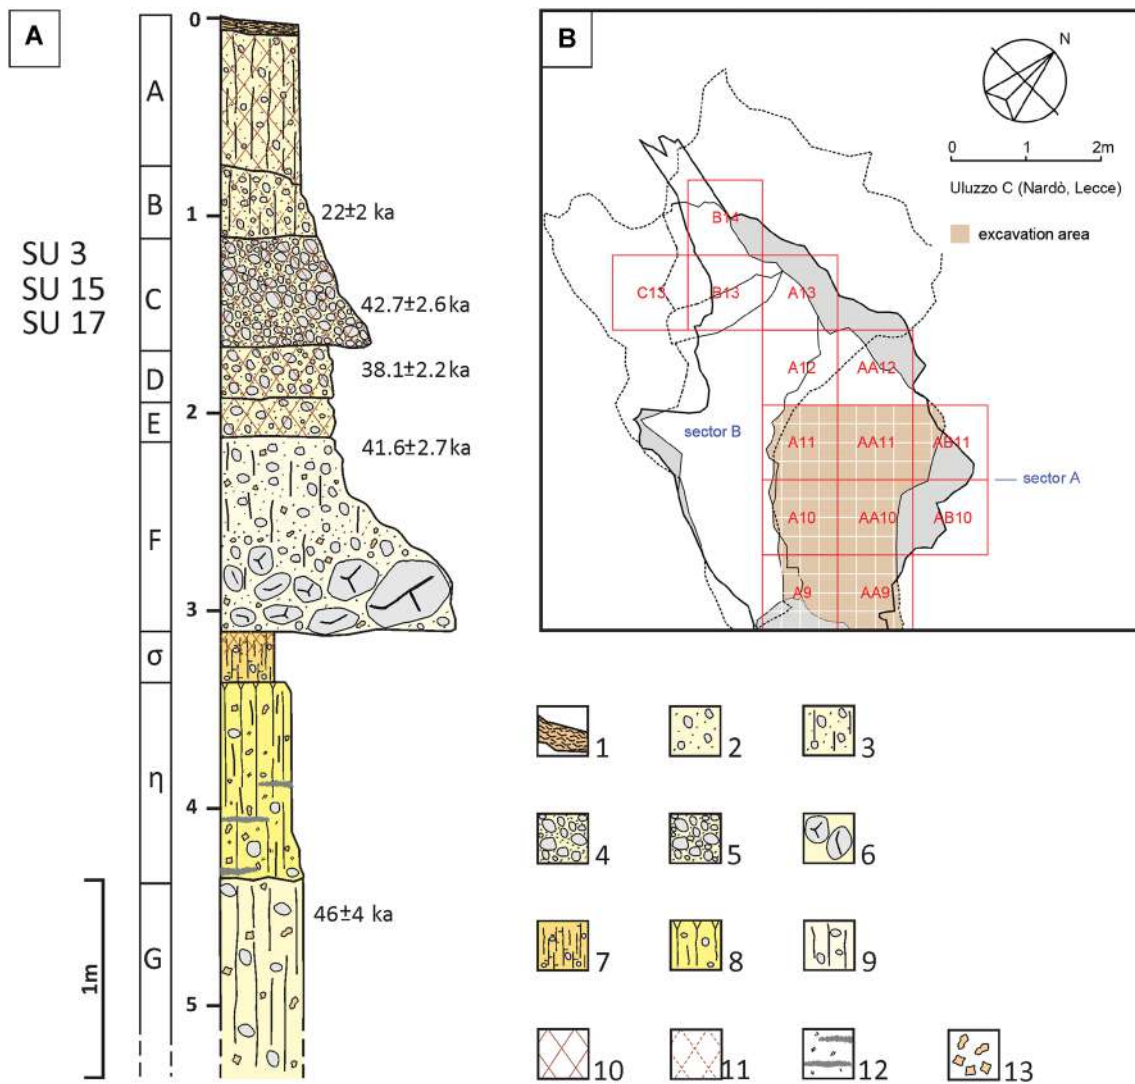 A
0
A
B
22±2 ka
1
SU 3
SU 15
SU 17
C
42.7±2.6 ka
D
38.1±2.2 ka
2
E
41.6±2.7 ka
F
3
σ
η
4
46±4 ka
G
1m
5
B
N
0 1 2m
Uluzzo C (Nardò, Lecce)
excavation area
B14
C13 B13 A13
A12 AA12
sector B
A11 AA11 AB11
sector A
A10 AA10 AB10
A9 AA9
1 2 3
4 5 6
7 8 9
10 11 12 13